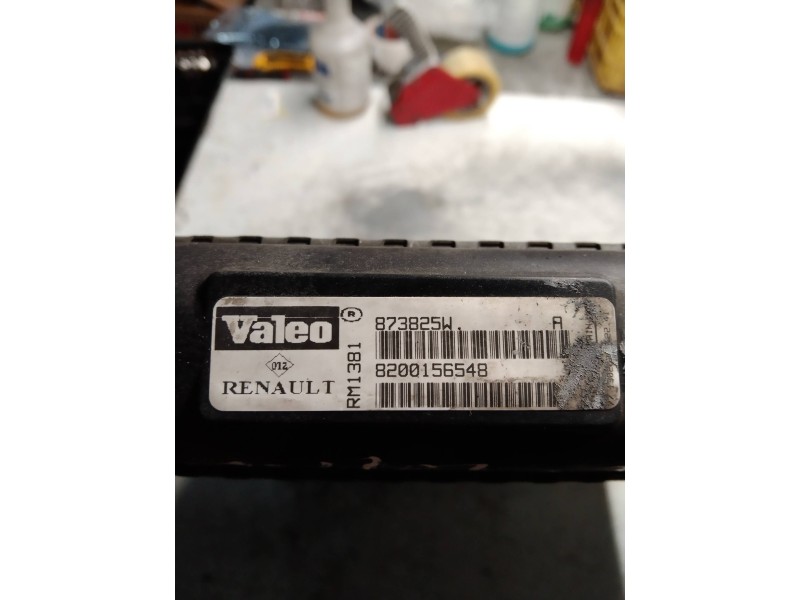 Valeo ®
012
RENAULT
RM1381
873825W. A
8200156548